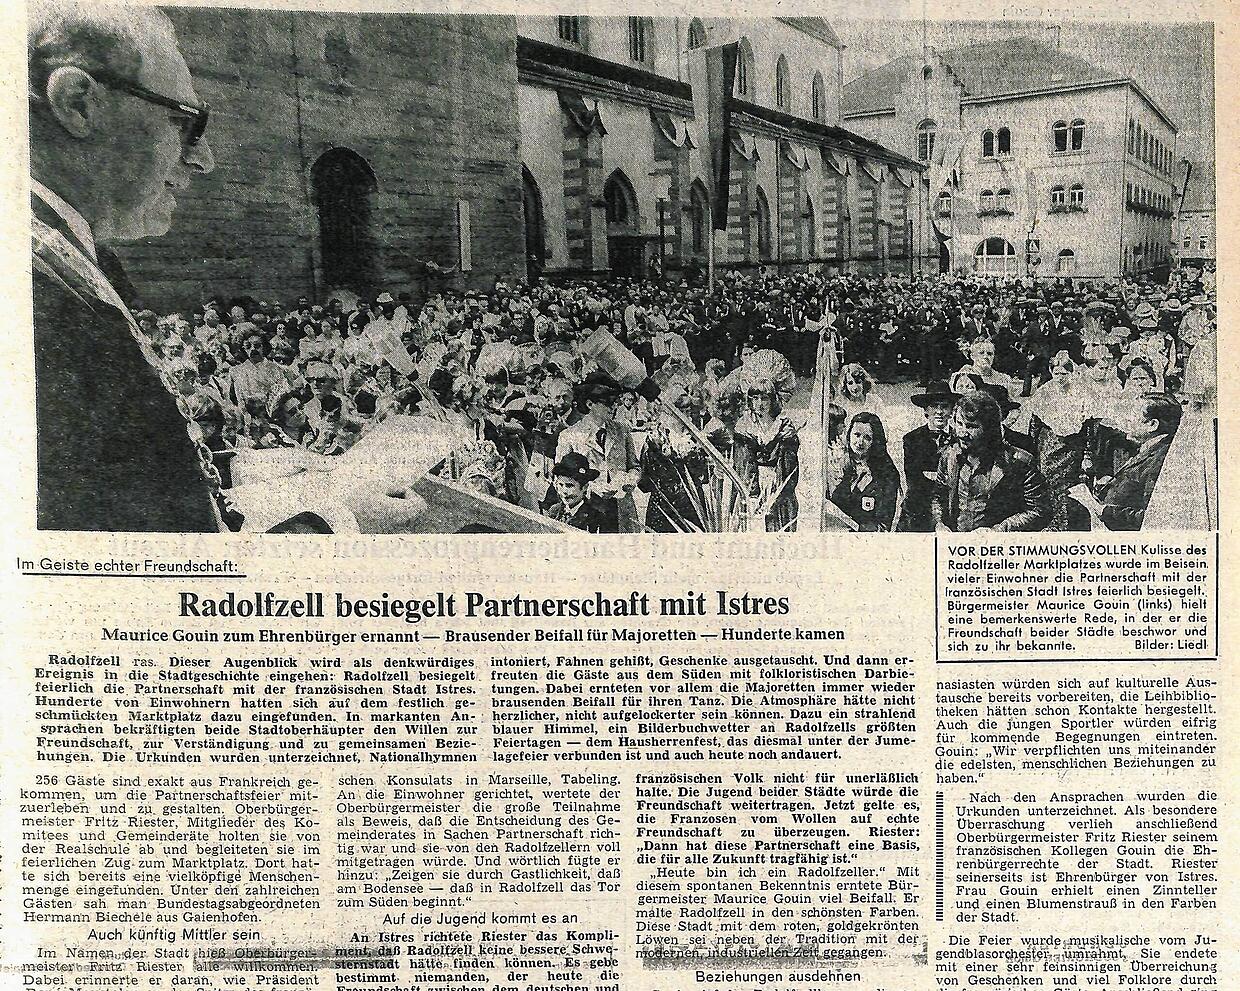 VOR DER STIMMUNGSVOLLEN Kulisse des
Radolfzeller Marktplatzes wurde im Beisein
vieler Einwohner die Partnerschaft mit der
französischen Stadt Istres feierlich besiegelt.
Bürgermeister Maurice Gouin (links) hielt
eine bemerkenswerte Rede, in der er die
Freundschaft beider Städte beschwor und
sich zu ihr bekannte. Bilder: Liedl
Im Geiste echter Freundschaft:
Radolfzell besiegelt Partnerschaft mit Istres
Maurice Gouin zum Ehrenbürger ernannt — Brausender Beifall für Majoretten — Hunderte kamen
Radolfzell ras. Dieser Augenblick wird als denkwürdiges
Ereignis in die Stadtgeschichte eingehen: Radolfzell besiegelt
feierlich die Partnerschaft mit der französischen Stadt Istres.
Hunderte von Einwohnern hatten sich auf dem festlich ge-
schmückten Marktplatz dazu eingefunden. In markanten An-
sprachen bekräftigten beide Stadtoberhäupter den Willen zur
Freundschaft, zur Verständigung und zu gemeinsamen Bezie-
hungen. Die Urkunden wurden unterzeichnet, Nationalhymnen
intoniert, Fahnen gehißt, Geschenke ausgetauscht. Und dann er-
freuten die Gäste aus dem Süden mit folkloristischen Darbie-
tungen. Dabei ernteten vor allem die Majoretten immer wieder
brausenden Beifall für ihren Tanz. Die Atmosphäre hätte nicht
herzlicher, nicht aufgelockerter sein können. Dazu ein strahlend
blauer Himmel, ein Bilderbuchwetter an Radolfzells größten
Feiertagen — dem Hausherrenfest, das diesmal unter der Jume-
lagefeier verbunden ist und auch heute noch andauert.
256 Gäste sind exakt aus Frankreich ge-
kommen, um die Partnerschaftsfeier mit-
zuerleben und zu gestalten. Oberbürger-
meister Fritz Riester, Mitglieder des Ko-
mitees und Gemeinderäte holten sie von
der Realschule ab und begleiteten sie im
feierlichen Zug zum Marktplatz. Dort hat-
te sich bereits eine vielköpfige Menschen-
menge eingefunden. Unter den zahlreichen
Gästen sah man Bundestagsabgeordneten
Hermann Biechele aus Gaienhofen.
Auch künftig Mittler sein
Im Namen der Stadt hieß Oberbürger-
meister Fritz Riester alle willkommen.
Dabei erinnerte er daran, wie Präsident
schen Konsulats in Marseille, Tabeling.
An die Einwohner gerichtet, wertete der
Oberbürgermeister die große Teilnahme
als Beweis, daß die Entscheidung des Ge-
meinderates in Sachen Partnerschaft rich-
tig war und sie von den Radolfzellern voll
mitgetragen würde. Und wörtlich fügte er
hinzu: „Zeigen sie durch Gastlichkeit, daß
am Bodensee — daß in Radolfzell das Tor
zum Süden beginnt.“
Auf die Jugend kommt es an
An Istres richtete Riester das Kompli-
ment, daß Radolfzell keine bessere Schwe-
sternstadt hätte finden können. Es gebe
bestimmt niemanden, der heute die
Freundschaft zwischen dem deutschen und
französischen Volk nicht für unerläßlich
halte. Die Jugend beider Städte würde die
Freundschaft weitertragen. Jetzt gelte es,
die Franzosen vom Wollen auf echte
Freundschaft zu überzeugen. Riester:
„Dann hat diese Partnerschaft eine Basis,
die für alle Zukunft tragfähig ist.“
„Heute bin ich ein Radolfzeller.“ Mit
diesem spontanen Bekenntnis erntete Bür-
germeister Maurice Gouin viel Beifall. Er
malte Radolfzell in den schönsten Farben.
Diese Stadt mit dem roten, goldgekrönten
Löwen sei neben der Tradition mit der
modernen, industriellen Zeit gegangen.
Beziehungen ausdehnen
nasiasten würden sich auf kulturelle Aus-
tausche bereits vorbereiten, die Leihbiblio-
theken hätten schon Kontakte hergestellt.
Auch die jungen Sportler würden eifrig
für kommende Begegnungen eintreten.
Gouin: „Wir verpflichten uns miteinander
die edelsten, menschlichen Beziehungen zu
haben.“
Nach den Ansprachen wurden die
Urkunden unterzeichnet. Als besondere
Überraschung verlieh anschließend
Oberbürgermeister Fritz Riester seinem
französischen Kollegen Gouin die Eh-
renbürgerrechte der Stadt. Riester
seinerseits ist Ehrenbürger von Istres.
Frau Gouin erhielt einen Zinnteller
und einen Blumenstrauß in den Farben
der Stadt.
Die Feier wurde musikalische vom Ju-
gendblasorchester umrahmt. Sie endete
mit einer sehr feinsinnigen Überreichung
von Geschenken und viel Folklore durch